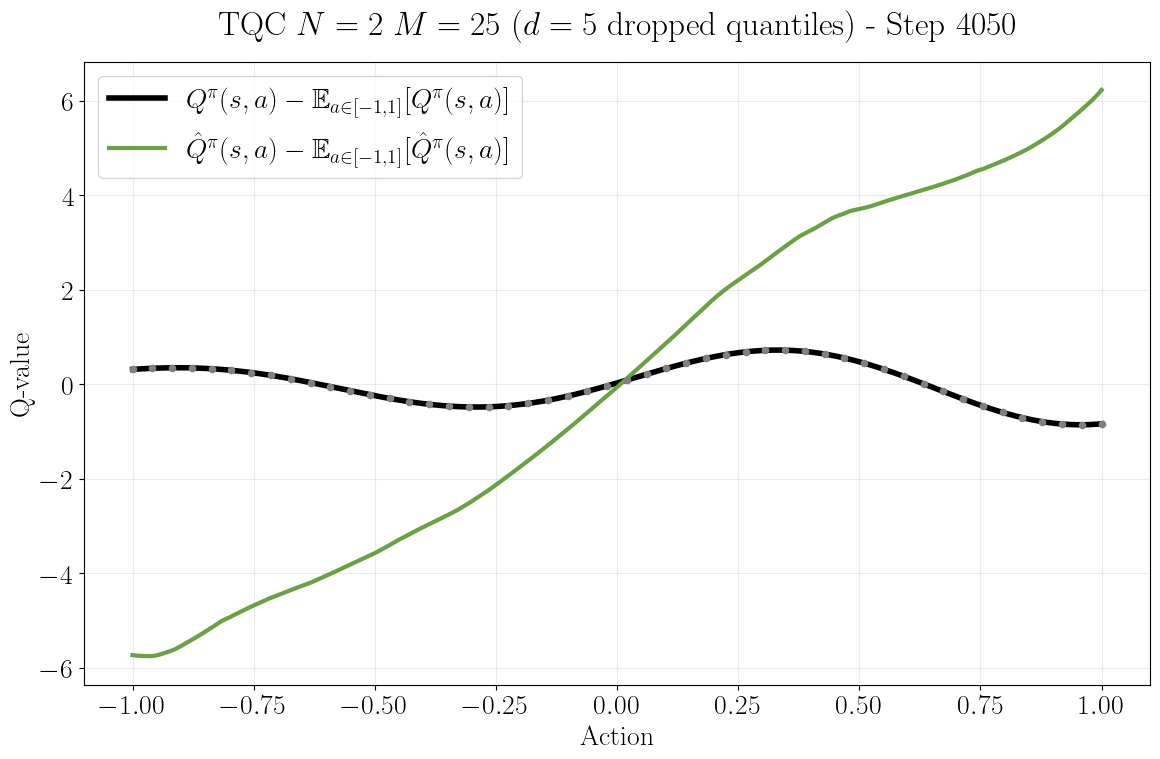 TQC N = 2 M = 25 (d = 5 dropped quantiles) - Step 4050
Q^π(s, a) − 𝔼_{a∈[−1,1]}[Q^π(s, a)]
Q̂^π(s, a) − 𝔼_{a∈[−1,1]}[Q̂^π(s, a)]
6
4
2
0
−2
−4
−6
Q-value
−1.00 −0.75 −0.50 −0.25 0.00 0.25 0.50 0.75 1.00
Action